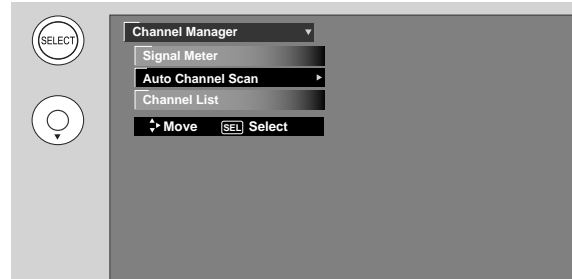 SELECT
Channel Manager
Signal Meter
Auto Channel Scan
Channel List
Move SEL Select